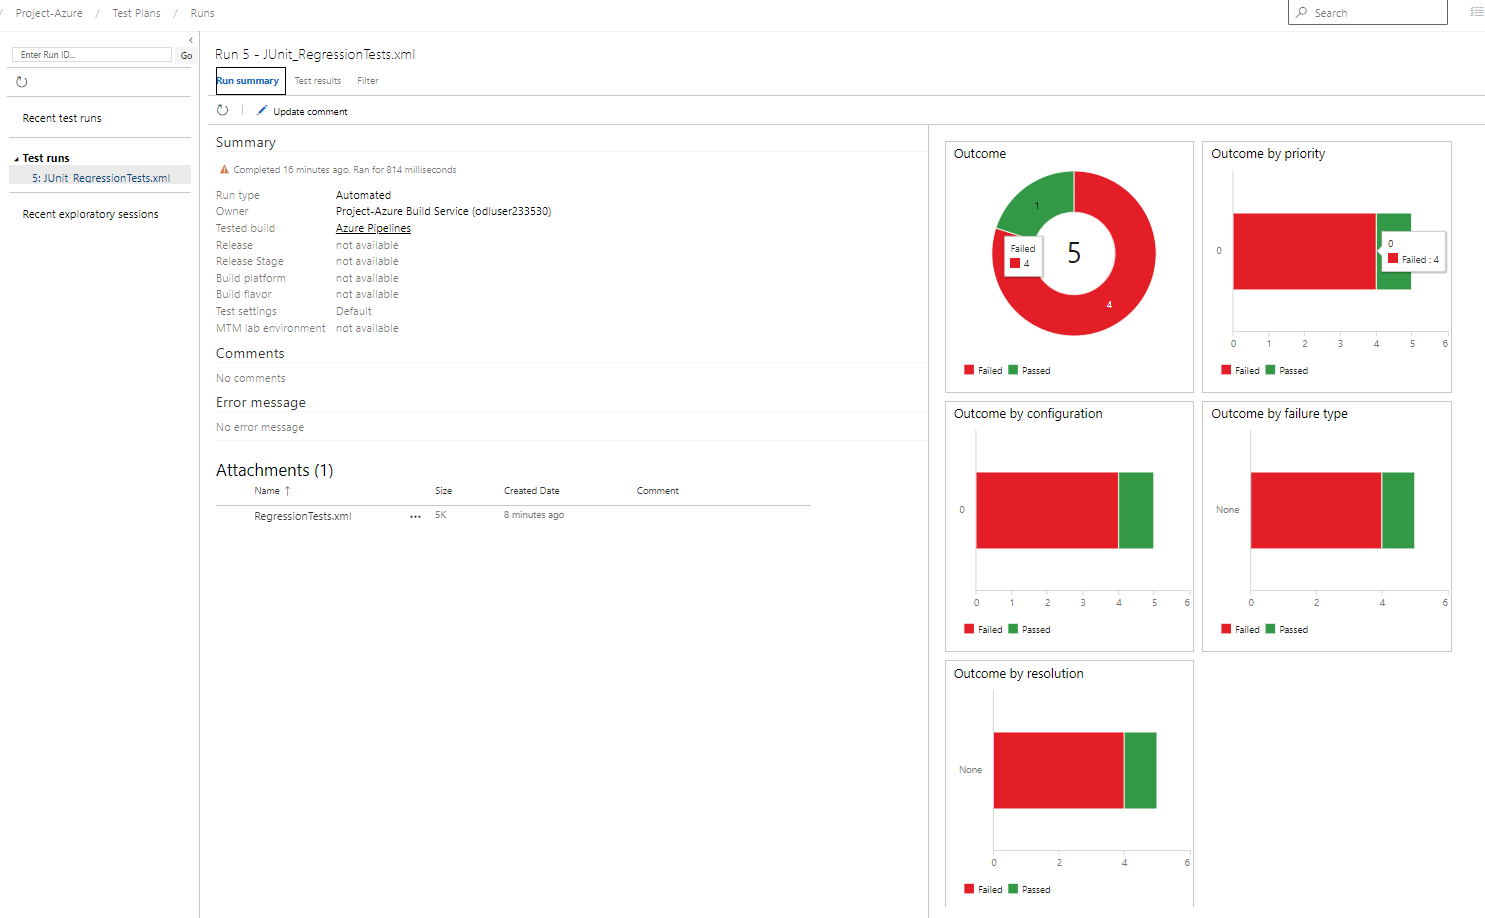 / Project-Azure / Test Plans / Runs
Search
Enter Run ID...
Go
Recent test runs
Test runs
5: JUnit_RegressionTests.xml
Recent exploratory sessions
Run 5 - JUnit_RegressionTests.xml
Run summary Test results Filter
Update comment
Summary
Completed 16 minutes ago, Ran for 814 milliseconds
Run type Automated
Owner Project-Azure Build Service (odluser233530)
Tested build Azure Pipelines
Release not available
Release Stage not available
Build platform not available
Build flavor not available
Test settings Default
MTM lab environment not available
Comments
No comments
Error message
No error message
Attachments (1)
Name ↑ Size Created Date Comment
RegressionTests.xml ... 5K 8 minutes ago
Outcome
1
Failed
4
5
4
Failed Passed
Outcome by priority
0
0
Failed : 4
0 1 2 3 4 5 6
Failed Passed
Outcome by configuration
0
0 1 2 3 4 5 6
Failed Passed
Outcome by failure type
None
0 2 4 6
Failed Passed
Outcome by resolution
None
0 2 4 6
Failed Passed